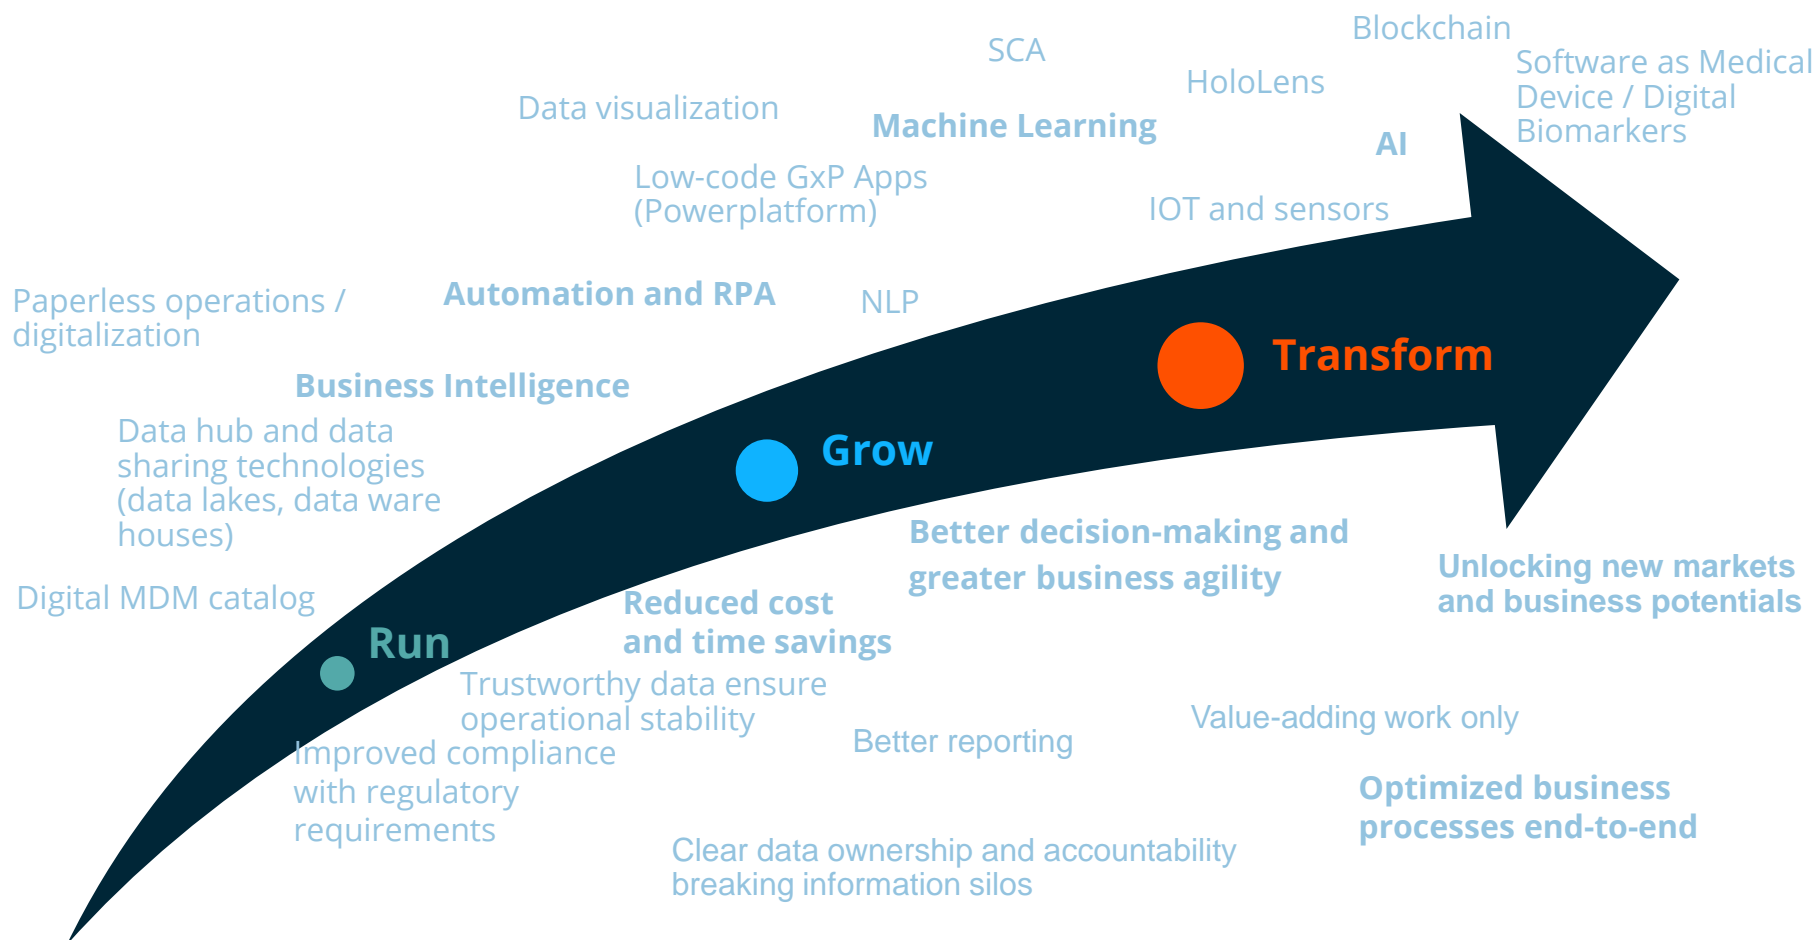 Blockchain
SCA
Software as Medical
Device / Digital
Biomarkers
HoloLens
Data visualization
Machine Learning
AI
Low-code GxP Apps
(Powerplatform)
IOT and sensors
Paperless operations /
digitalization
Automation and RPA
NLP
Business Intelligence
Transform
Data hub and data
sharing technologies
(data lakes, data ware
houses)
Grow
Better decision-making and
greater business agility
Unlocking new markets
and business potentials
Digital MDM catalog
Reduced cost
and time savings
Run
Trustworthy data ensure
operational stability
Value-adding work only
Better reporting
Improved compliance
with regulatory
requirements
Optimized business
processes end-to-end
Clear data ownership and accountability
breaking information silos